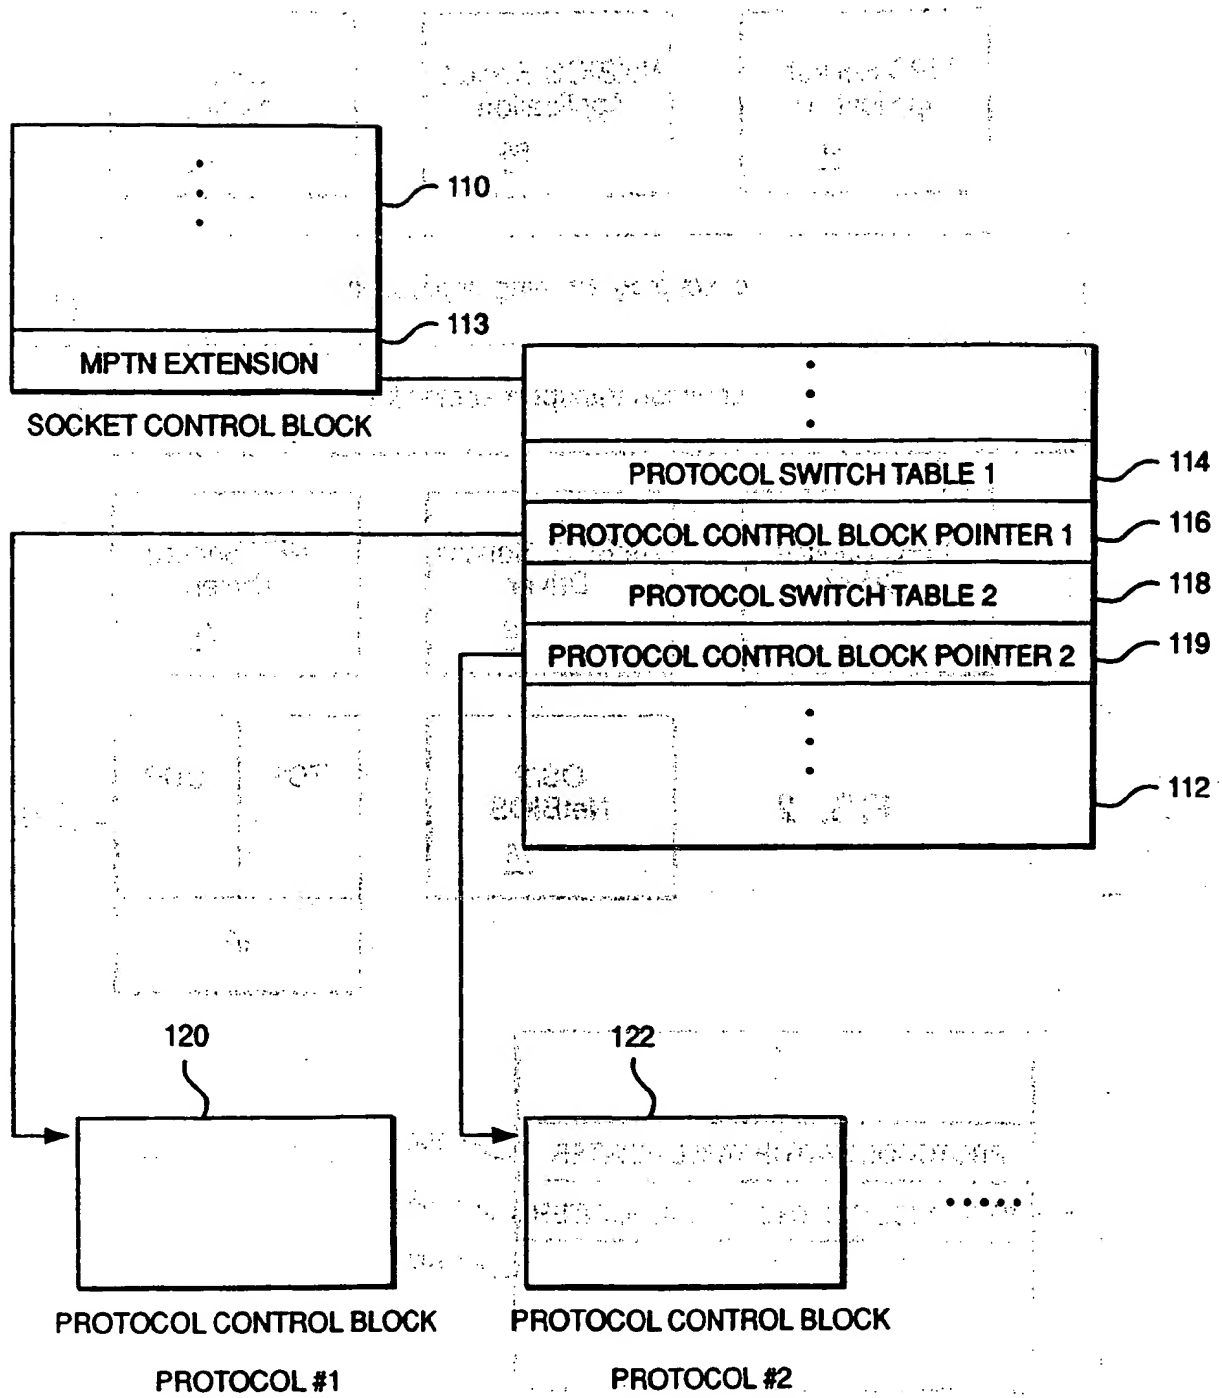 110
113
MPTN EXTENSION
SOCKET CONTROL BLOCK
PROTOCOL SWITCH TABLE 1
114
PROTOCOL CONTROL BLOCK POINTER 1
116
PROTOCOL SWITCH TABLE 2
118
PROTOCOL CONTROL BLOCK POINTER 2
119
112
120
122
PROTOCOL CONTROL BLOCK
PROTOCOL #1
PROTOCOL CONTROL BLOCK
PROTOCOL #2